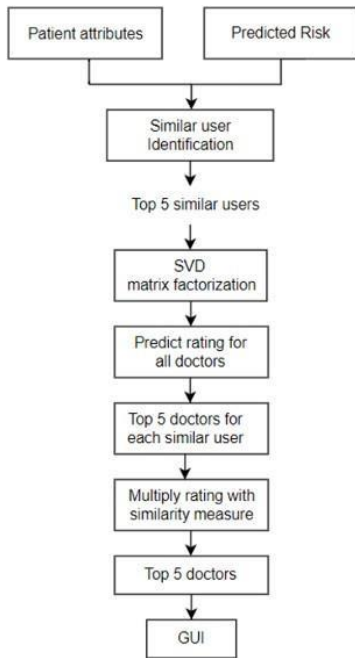 Patient attributes
Predicted Risk
Similar user
Identification
Top 5 similar users
SVD
matrix factorization
Predict rating for
all doctors
Top 5 doctors for
each similar user
Multiply rating with
similarity measure
Top 5 doctors
GUI